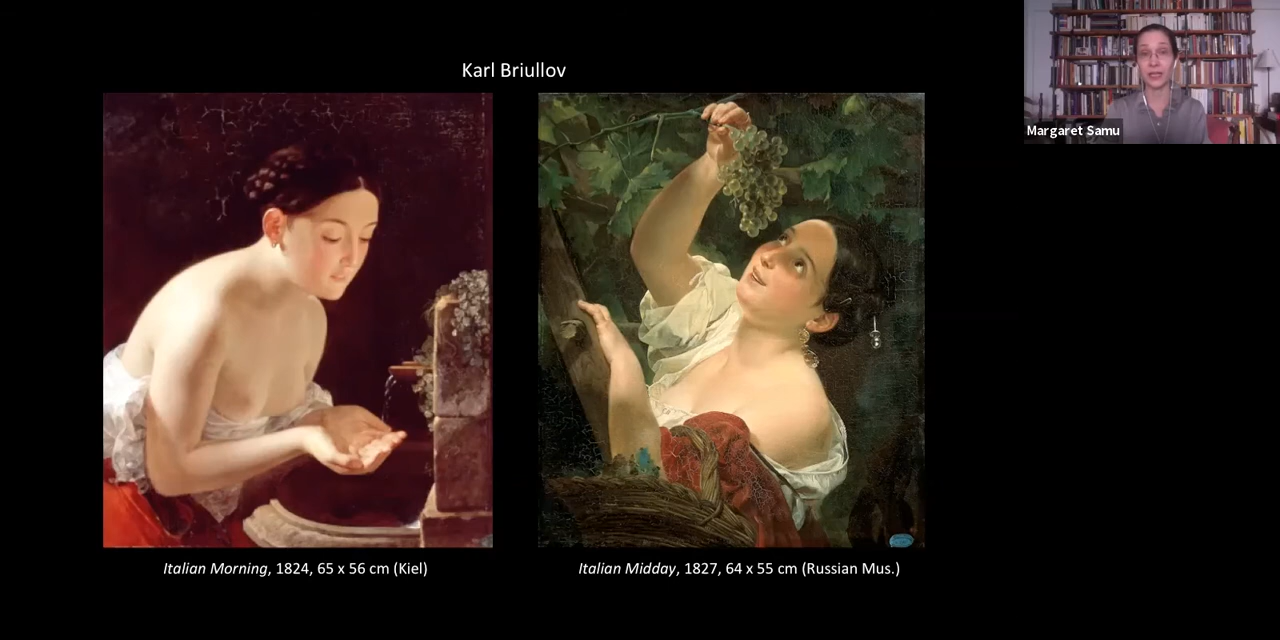 Karl Briullov
Margaret Samu
Italian Morning, 1824, 65 x 56 cm (Kiel)
Italian Midday, 1827, 64 x 55 cm (Russian Mus.)